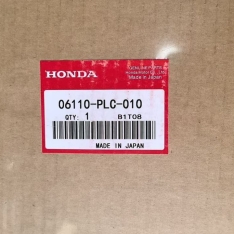 HONDA
06110-PLC-010
QTY: 1 B1T08
MADE IN JAPAN